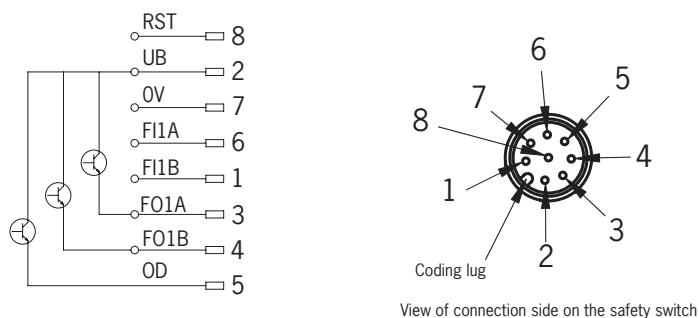 RST 8
UB 2
0V 7
FI1A 6
FI1B 1
FO1A 3
FO1B 4
OD 5
6
5
7
8
4
1
3
2
Coding lug
View of connection side on the safety switch